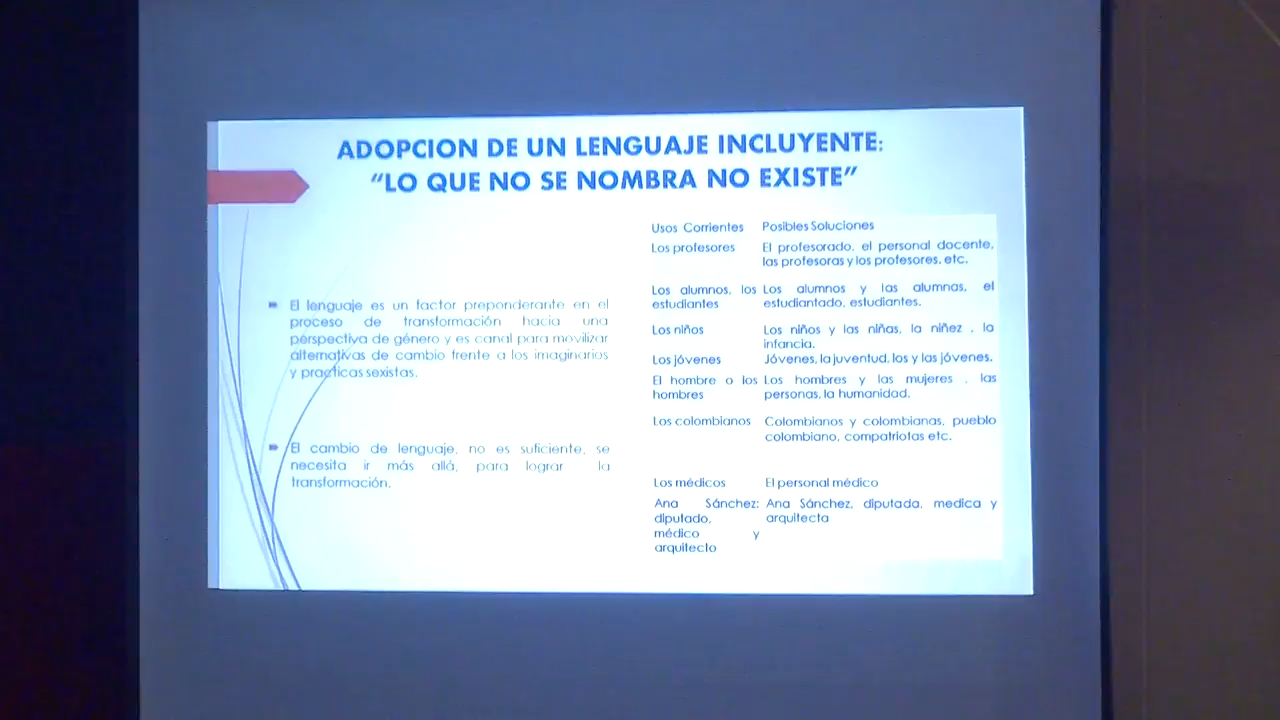 ADOPCION DE UN LENGUAJE INCLUYENTE:
“LO QUE NO SE NOMBRA NO EXISTE”
El lenguaje es un factor preponderante en el
proceso de transformación hacia una
perspectiva de género y es canal para movilizar
alternativas de cambio frente a los imaginarios
y practicas sexistas.
El cambio de lenguaje, no es suficiente, se
necesita ir más allá, para lograr la
transformación.
Usos Corrientes Posibles Soluciones
Los profesores El profesorado, el personal docente,
las profesoras y los profesores, etc.
Los alumnos, los Los alumnos y las alumnas, el
estudiantes estudiantado, estudiantes.
Los niños Los niños y las niñas, la niñez , la
infancia.
Los jóvenes Jóvenes, la juventud, los y las jóvenes.
El hombre o los Los hombres y las mujeres , las
hombres personas, la humanidad.
Los colombianos Colombianos y colombianas, pueblo
colombiano, compatriotas etc.
Los médicos El personal médico
Ana Sánchez: Ana Sánchez, diputada, medica y
diputado, arquitecta
médico y
arquitecto